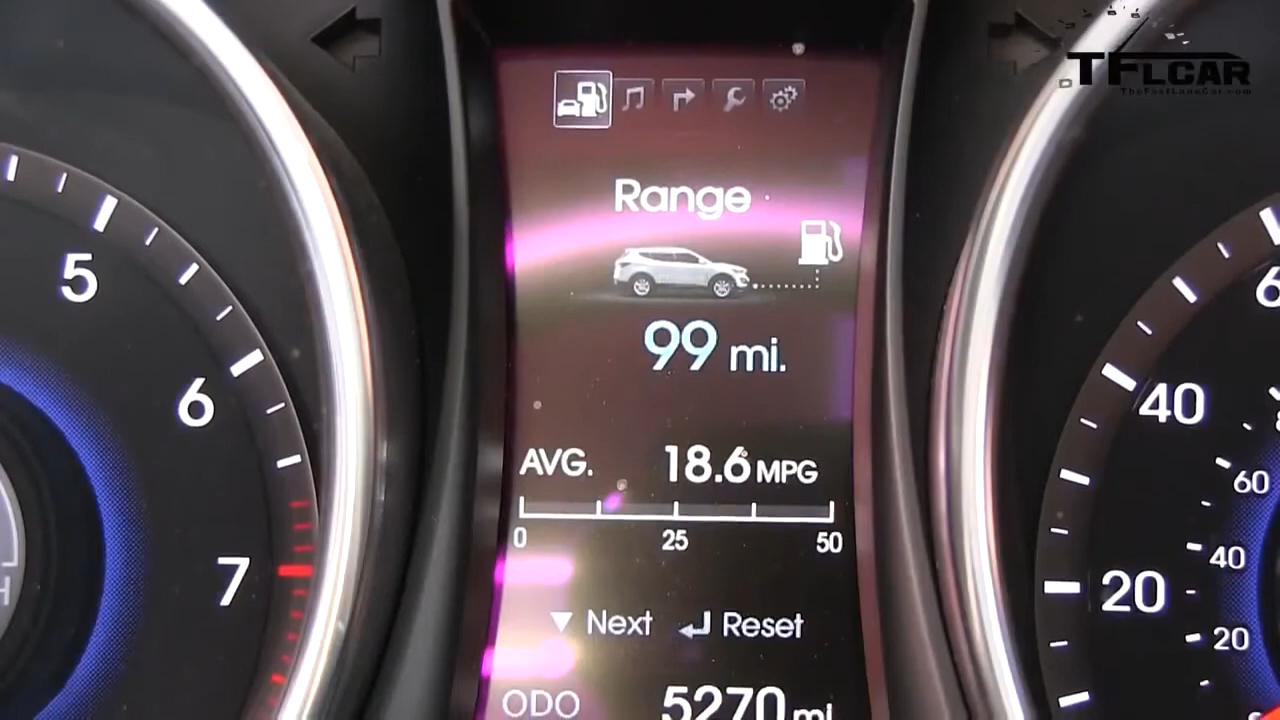 TFLCAR
TheFastLaneCar.com
Range
99 mi.
AVG. 18.6 MPG
0 25 50
Next Reset
ODO 5270 mi
5
6
7
H
6
40
20
60
40
20